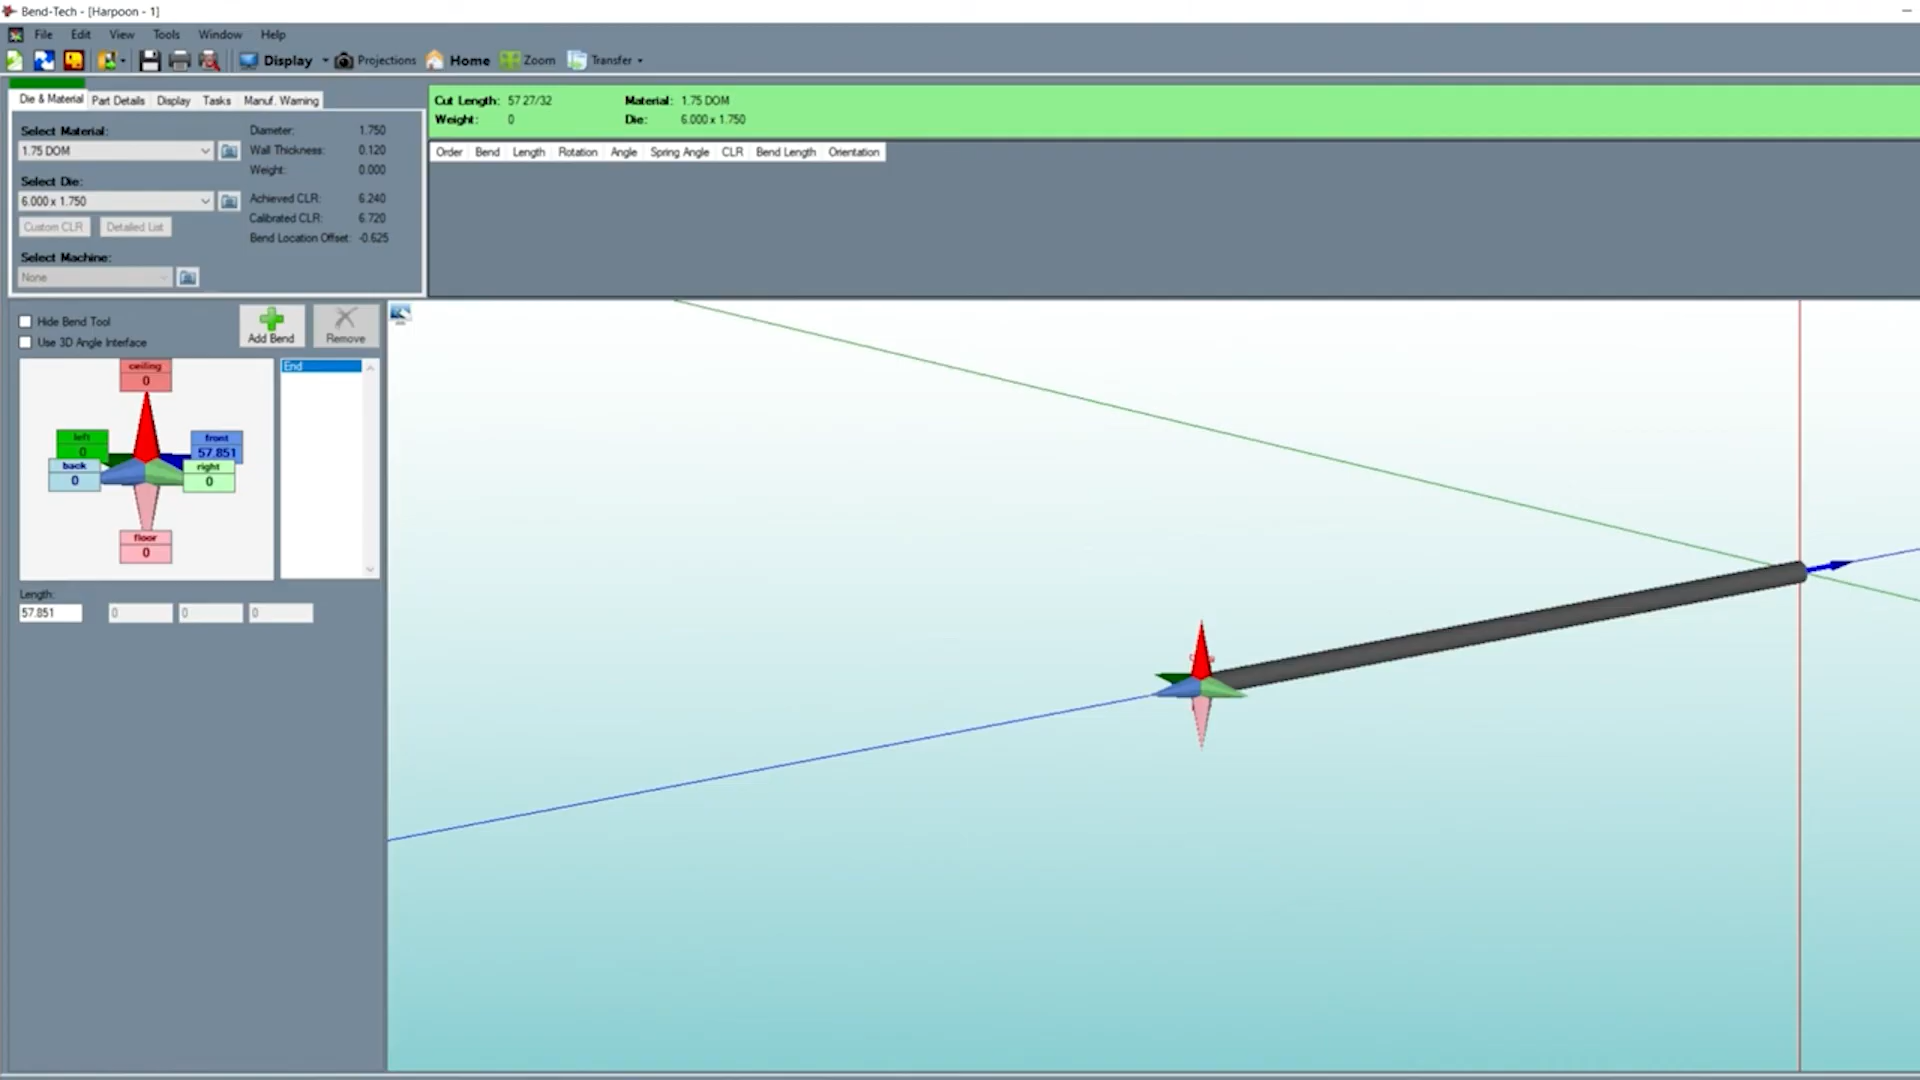 Bend-Tech - [Harpoon - 1]
File Edit View Tools Window Help
Display Projections Home Zoom Transfer
Die & Material Part Details Display Tasks Manuf. Warning
Select Material:
1.75 DOM
Select Die:
6.000 x 1.750
Custom CLR Detailed List
Select Machine:
None
Diameter: 1.750
Wall Thickness: 0.120
Weight: 0.000
Achieved CLR: 6.240
Calibrated CLR: 6.720
Bend Location Offset: -0.625
Cut Length: 57 27/32 Material: 1.75 DOM
Weight: 0 Die: 6.000 x 1.750
Order Bend Length Rotation Angle Spring Angle CLR Bend Length Orientation
Hide Bend Tool
Use 3D Angle Interface
Add Bend Remove
ceiling
0
left
0
front
57.851
back
0
right
0
floor
0
End
Length:
57.851 0 0 0